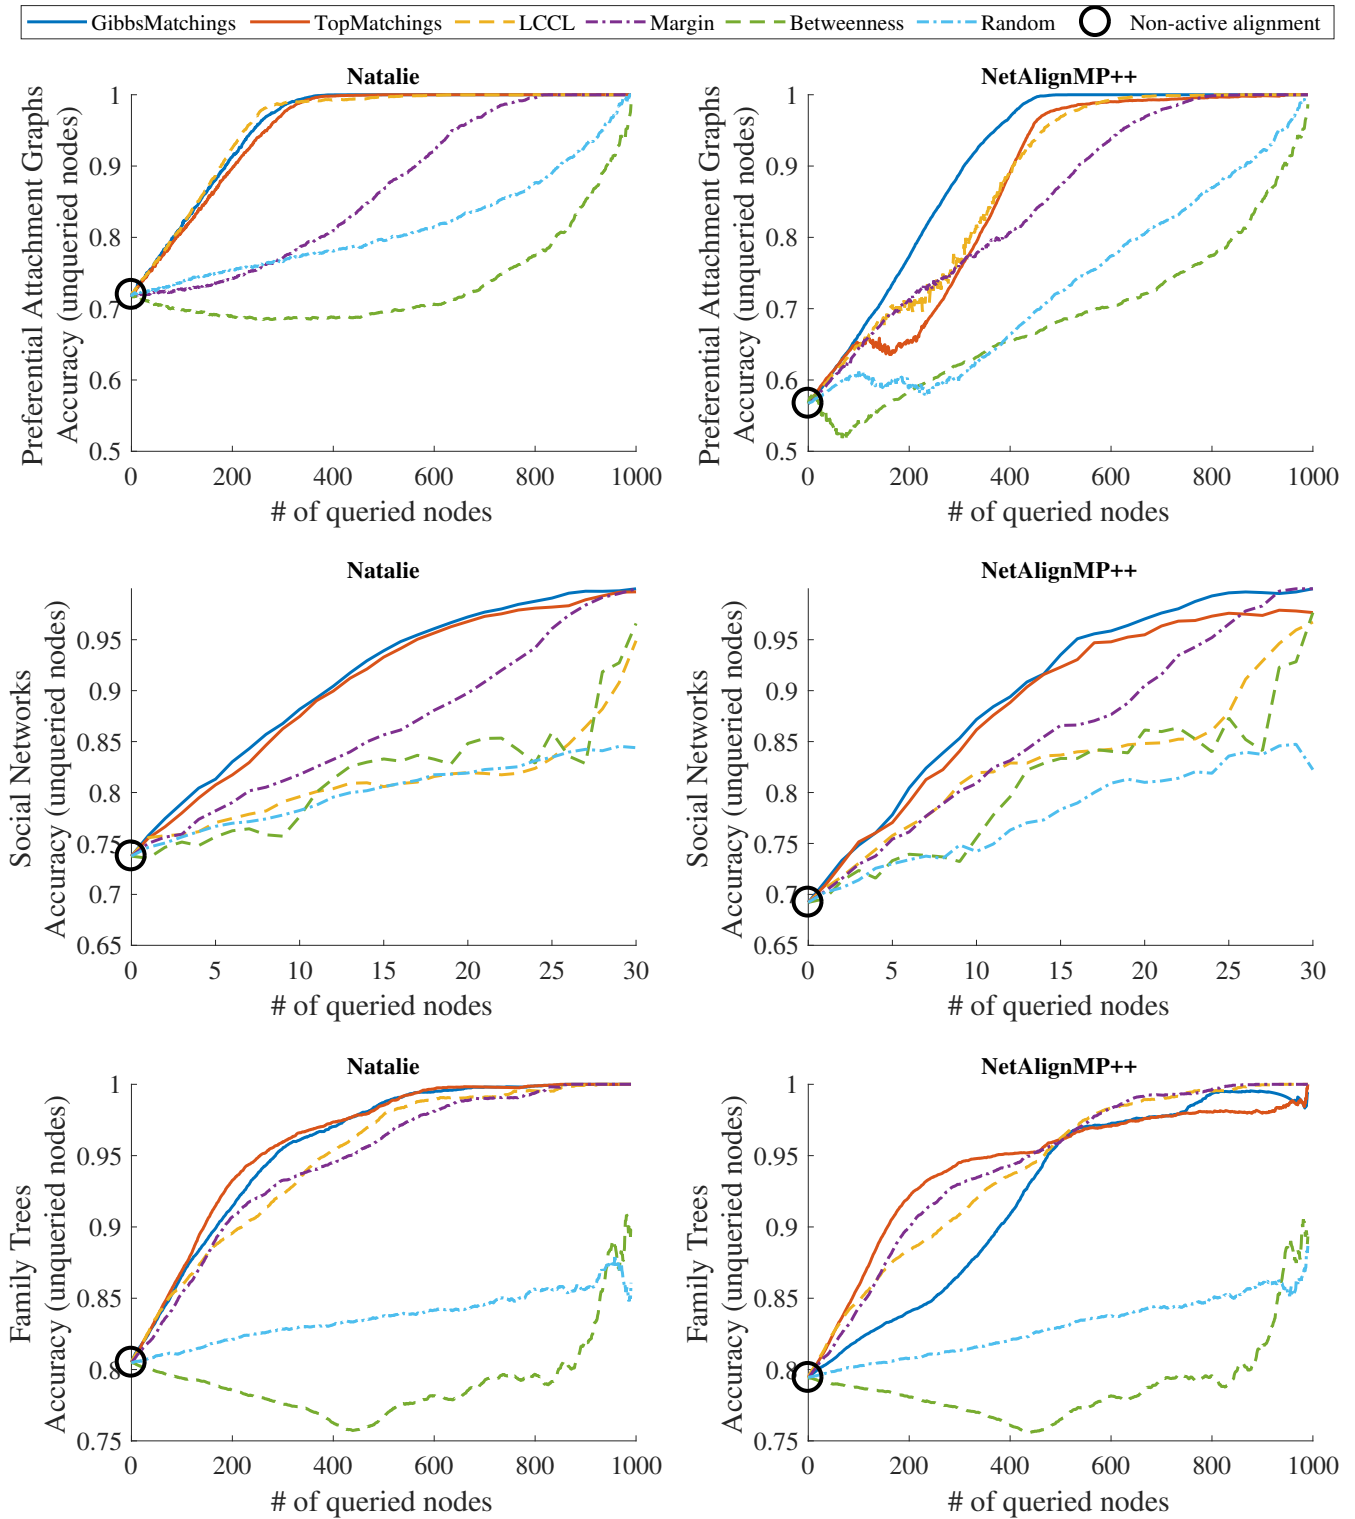 GibbsMatchings TopMatchings LCCL Margin Betweenness Random Non-active alignment
Natalie
Preferential Attachment Graphs
Accuracy (unqueried nodes)
1
0.9
0.8
0.7
0.6
0.5
0 200 400 600 800 1000
# of queried nodes
NetAlignMP++
Preferential Attachment Graphs
Accuracy (unqueried nodes)
1
0.9
0.8
0.7
0.6
0.5
0 200 400 600 800 1000
# of queried nodes
Natalie
Social Networks
Accuracy (unqueried nodes)
0.95
0.9
0.85
0.8
0.75
0.7
0.65
0 5 10 15 20 25 30
# of queried nodes
NetAlignMP++
Social Networks
Accuracy (unqueried nodes)
0.95
0.9
0.85
0.8
0.75
0.7
0.65
0 5 10 15 20 25 30
# of queried nodes
Natalie
Family Trees
Accuracy (unqueried nodes)
1
0.95
0.9
0.85
0.8
0.75
0 200 400 600 800 1000
# of queried nodes
NetAlignMP++
Family Trees
Accuracy (unqueried nodes)
1
0.95
0.9
0.85
0.8
0.75
0 200 400 600 800 1000
# of queried nodes